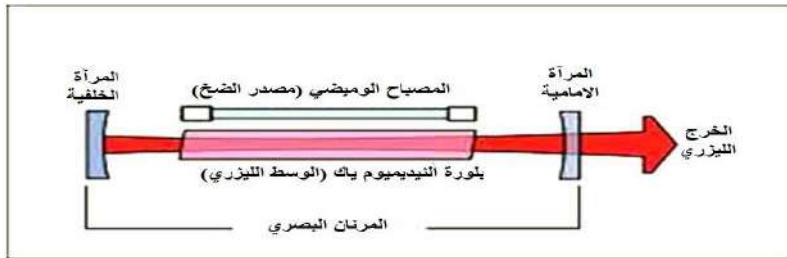 المرآة
الخلفية
المصباح الوميضي (مصدر الضخ)
المرآة
الامامية
الخرج
الليزري
بلورة النيديميوم ياك (الوسط الليزري)
المرنان البصري